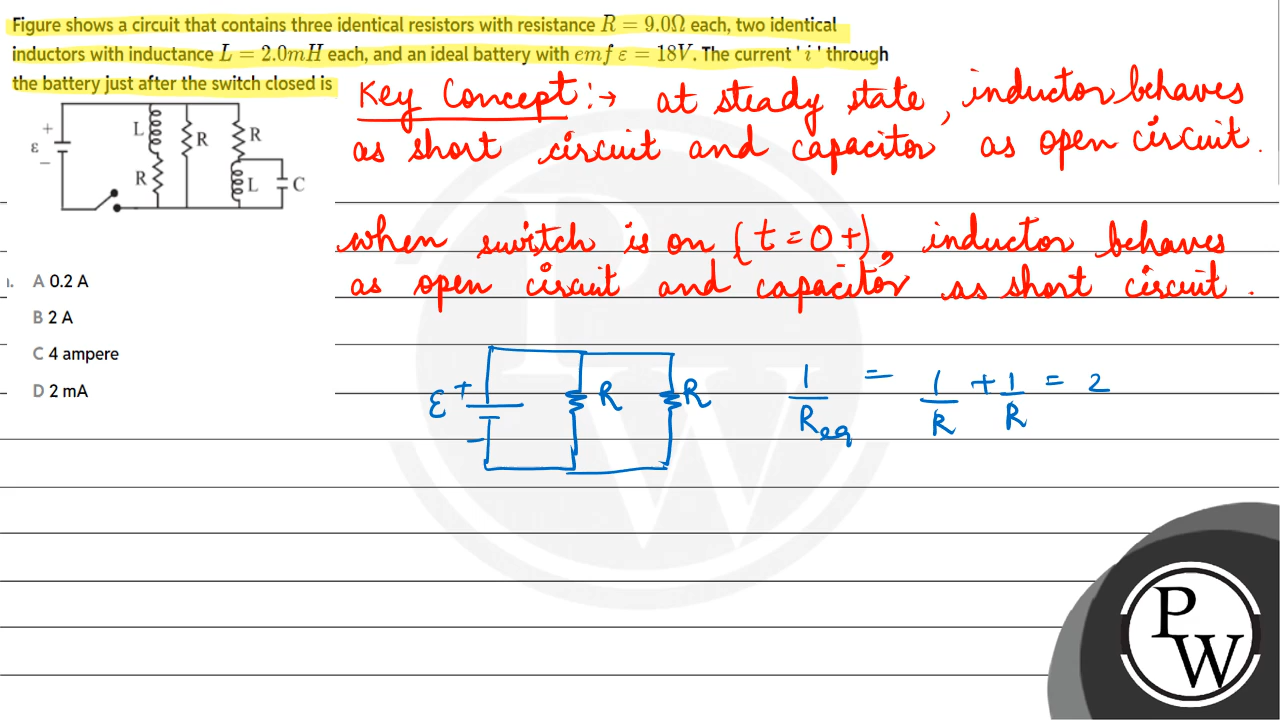 Figure shows a circuit that contains three identical resistors with resistance R = 9.0Ω each, two identical
inductors with inductance L = 2.0mH each, and an ideal battery with emf ε = 18V. The current ' i ' through
the battery just after the switch closed is
Key Concept :→ at steady state, inductor behaves
as short circuit and capacitor as open circuit.
+
ε
−
L
R
R
R
L
C
when switch is on (t = 0+), inductor behaves
as open circuit and capacitor as short circuit.
1.
A 0.2 A
B 2 A
C 4 ampere
D 2 mA
ε + − R R
1/Req = 1/R + 1/R = 2
P
W
P
W